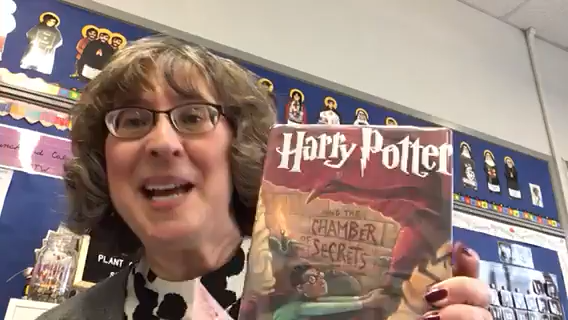 Harry Potter
AND THE
CHAMBER
OF
SECRETS
PLANT